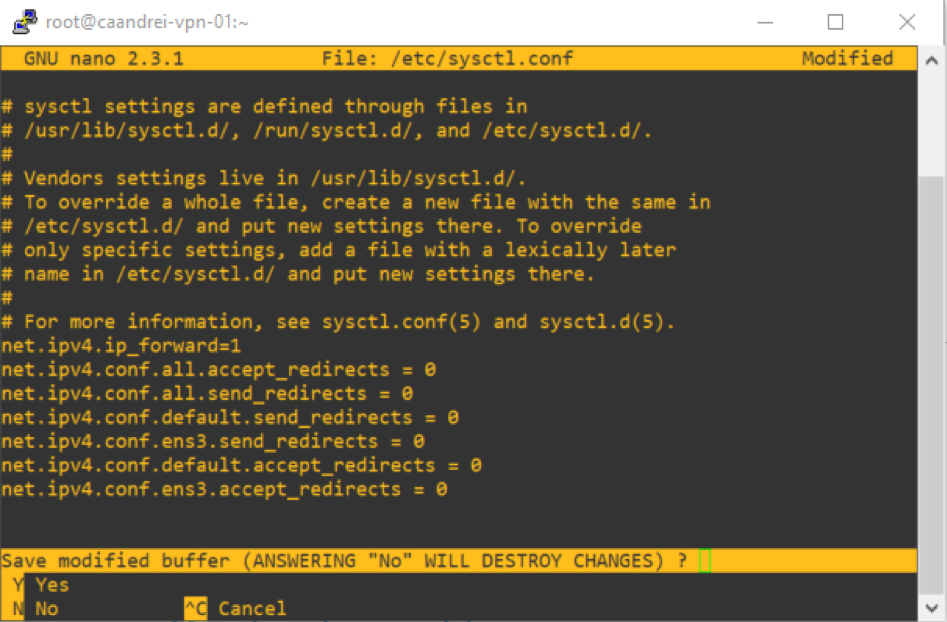 root@caandrei-vpn-01:~
GNU nano 2.3.1 File: /etc/sysctl.conf Modified
# sysctl settings are defined through files in
# /usr/lib/sysctl.d/, /run/sysctl.d/, and /etc/sysctl.d/.
#
# Vendors settings live in /usr/lib/sysctl.d/.
# To override a whole file, create a new file with the same in
# /etc/sysctl.d/ and put new settings there. To override
# only specific settings, add a file with a lexically later
# name in /etc/sysctl.d/ and put new settings there.
#
# For more information, see sysctl.conf(5) and sysctl.d(5).
net.ipv4.ip_forward=1
net.ipv4.conf.all.accept_redirects = 0
net.ipv4.conf.all.send_redirects = 0
net.ipv4.conf.default.send_redirects = 0
net.ipv4.conf.ens3.send_redirects = 0
net.ipv4.conf.default.accept_redirects = 0
net.ipv4.conf.ens3.accept_redirects = 0
Save modified buffer (ANSWERING "No" WILL DESTROY CHANGES) ?
Y Yes
N No ^C Cancel